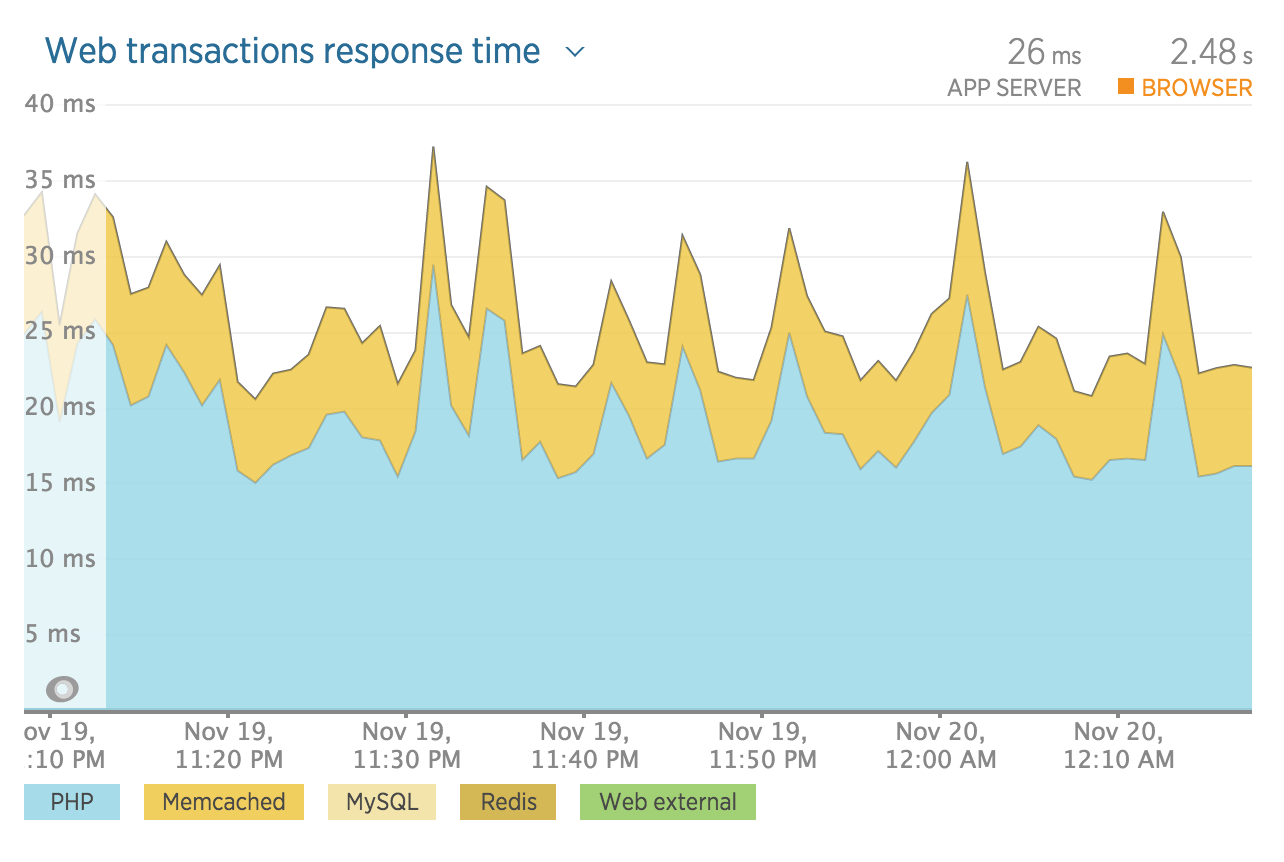 Web transactions response time
26 ms
APP SERVER
2.48 s
BROWSER
40 ms
35 ms
30 ms
25 ms
20 ms
15 ms
10 ms
5 ms
ov 19,
:10 PM
Nov 19,
11:20 PM
Nov 19,
11:30 PM
Nov 19,
11:40 PM
Nov 19,
11:50 PM
Nov 20,
12:00 AM
Nov 20,
12:10 AM
PHP
Memcached
MySQL
Redis
Web external